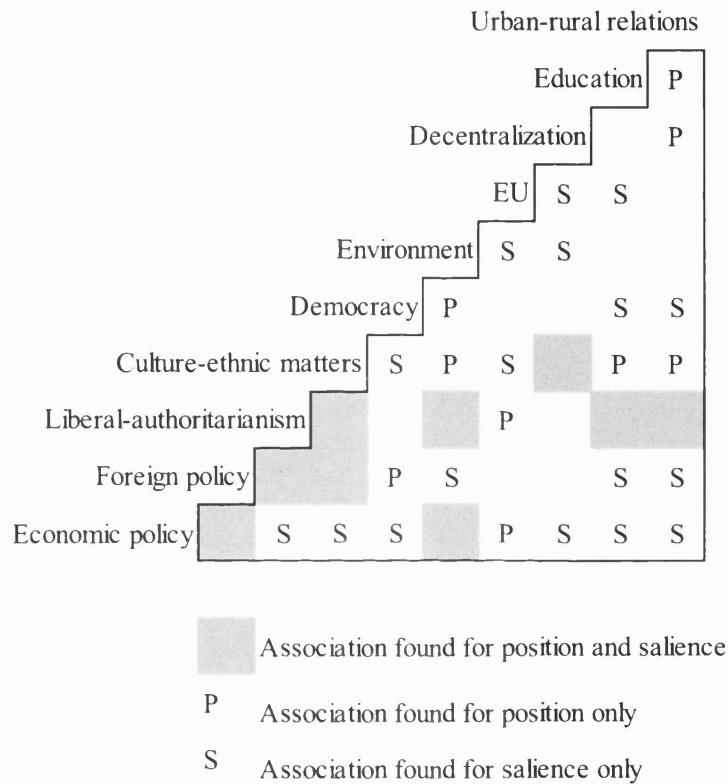 Urban-rural relations
Education P
Decentralization P
EU S S
Environment S S
Democracy P S S
Culture-ethnic matters S P S P P
Liberal-authoritarianism P
Foreign policy P S S S
Economic policy S S S P S S S
Association found for position and salience
P Association found for position only
S Association found for salience only